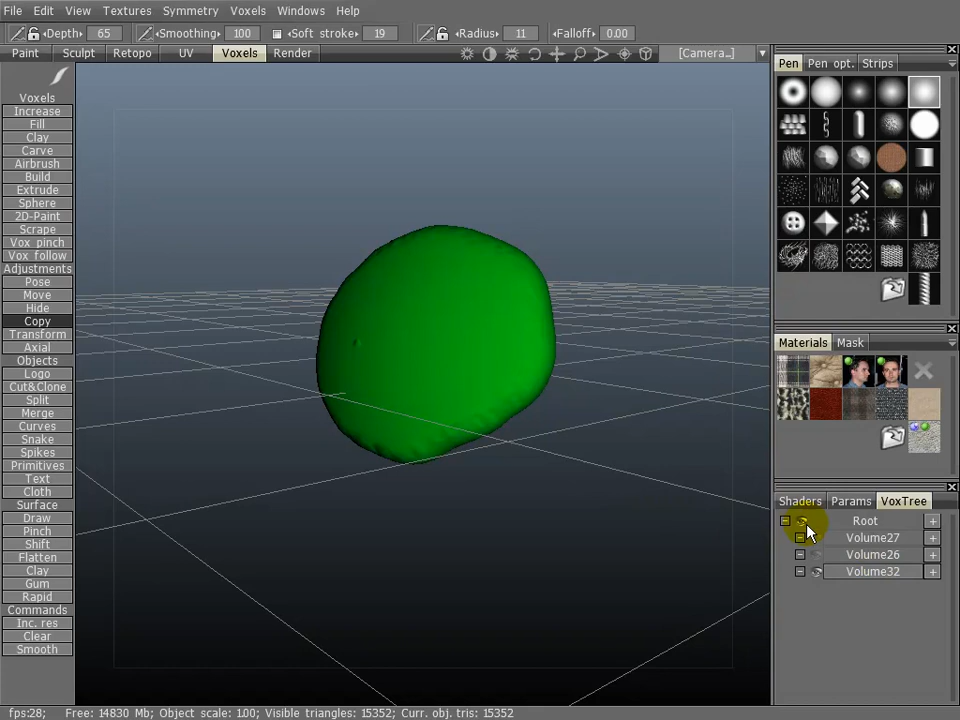 File Edit View Textures Symmetry Voxels Windows Help
Depth: 65 Smoothing: 100 Soft stroke: 19 Radius: 11 Falloff: 0.00
Paint Sculpt Retopo UV Voxels Render [Camera..]
Voxels
Increase
Fill
Clay
Carve
Airbrush
Build
Extrude
Sphere
2D-Paint
Scrape
Vox pinch
Vox follow
Adjustments
Pose
Move
Hide
Copy
Transform
Axial
Objects
Logo
Cut&Clone
Split
Merge
Curves
Snake
Spikes
Primitives
Text
Cloth
Surface
Draw
Pinch
Shift
Flatten
Clay
Gum
Rapid
Commands
Inc. res
Clear
Smooth
Pen Pen opt. Strips
Materials Mask
Shaders Params VoxTree
Root
Volume27
Volume26
Volume32
fps:28; Free: 14830 Mb; Object scale: 1.00; Visible triangles: 15352; Curr. obj. tris: 15352